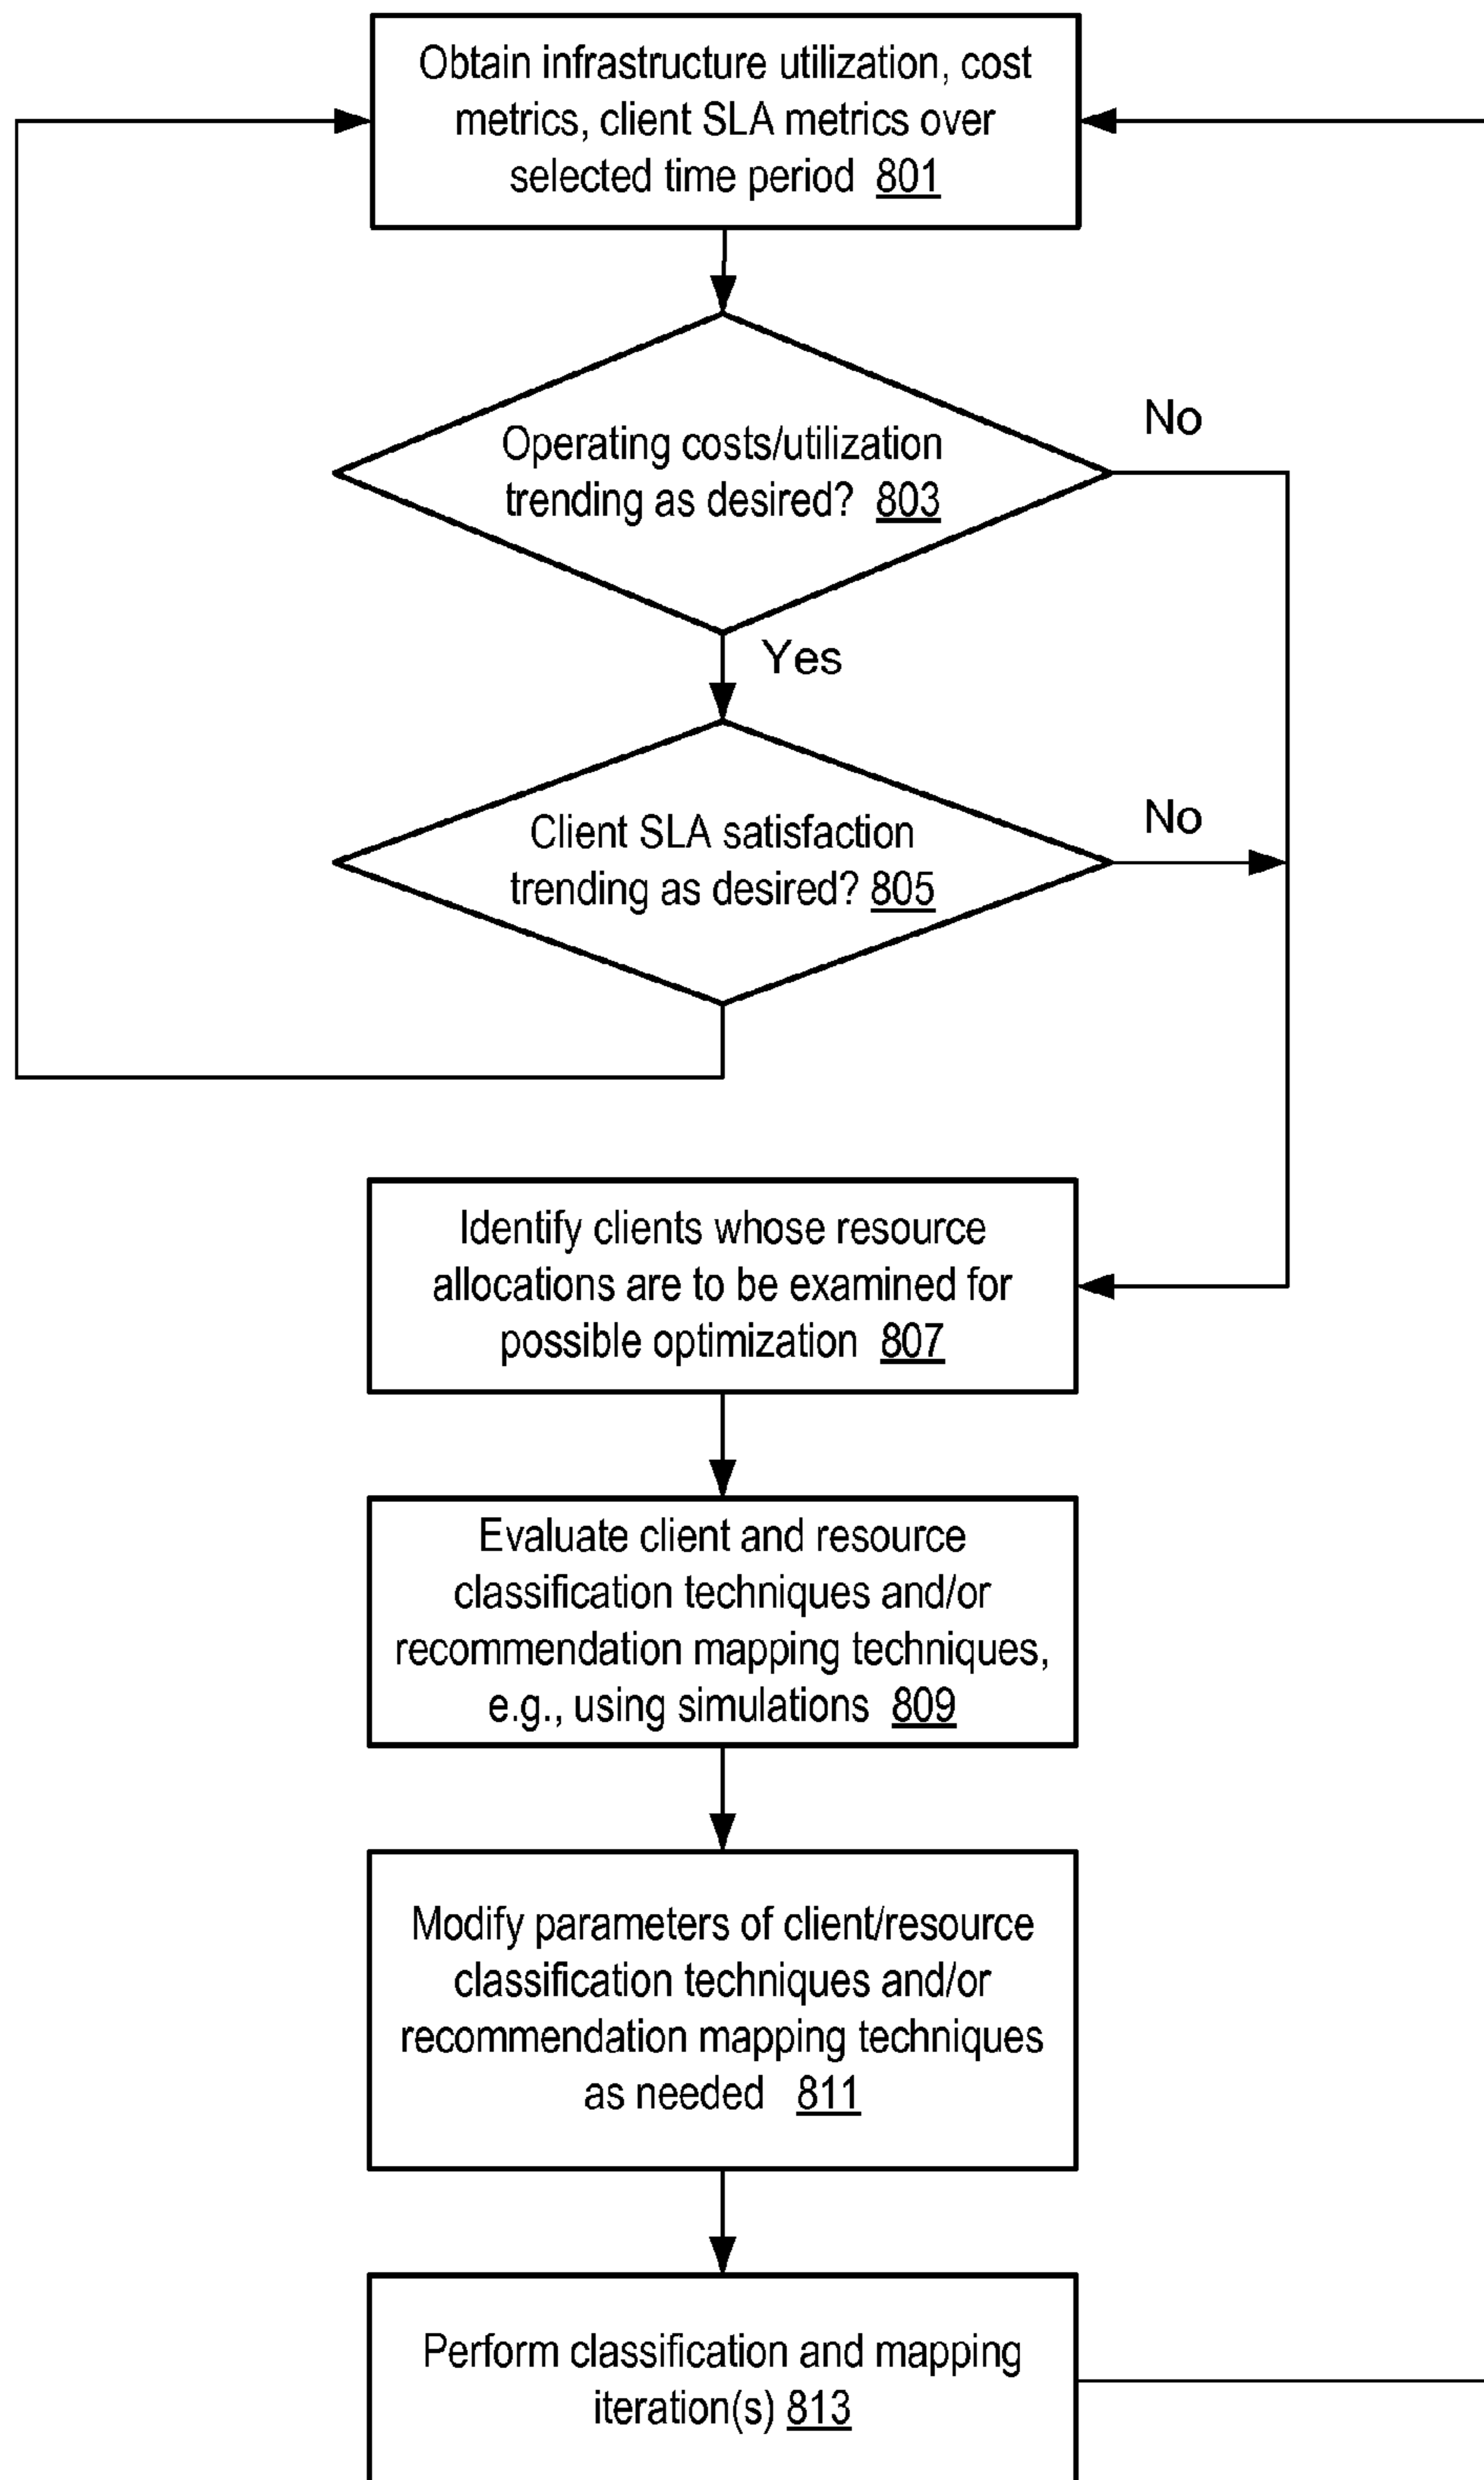 Obtain infrastructure utilization, cost
metrics, client SLA metrics over
selected time period 801
No
Operating costs/utilization
trending as desired? 803
Yes
No
Client SLA satisfaction
trending as desired? 805
Identify clients whose resource
allocations are to be examined for
possible optimization 807
Evaluate client and resource
classification techniques and/or
recommendation mapping techniques,
e.g., using simulations 809
Modify parameters of client/resource
classification techniques and/or
recommendation mapping techniques
as needed 811
Perform classification and mapping
iteration(s) 813